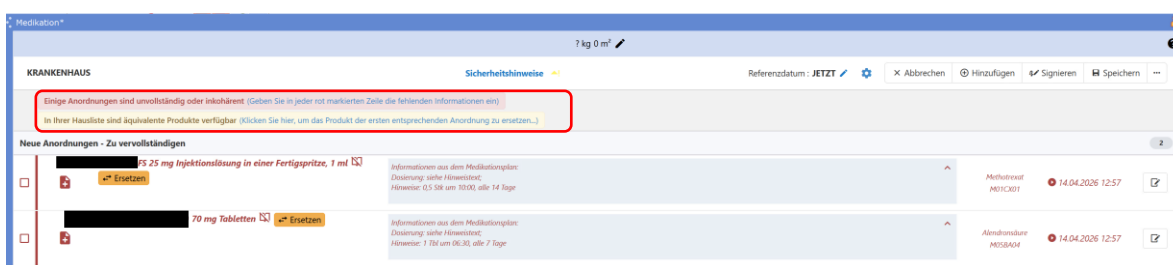 Medikation*
? kg 0 m²
KRANKENHAUS Sicherheitshinweise Referenzdatum : JETZT Abbrechen Hinzufügen Signieren Speichern ...
Einige Anordnungen sind unvollständig oder inkohärent (Geben Sie in jeder rot markierten Zeile die fehlenden Informationen ein)
In Ihrer Hausliste sind äquivalente Produkte verfügbar (Klicken Sie hier, um das Produkt der ersten entsprechenden Anordnung zu ersetzen...)
Neue Anordnungen - Zu vervollständigen 2
FS 25 mg Injektionslösung in einer Fertigspritze, 1 ml
Ersetzen
Informationen aus dem Medikationsplan:
Dosierung: siehe Hinweistext;
Hinweise: 0,5 Stk um 10:00, alle 14 Tage
Methotrexat
M01CX01
14.04.2026 12:57
70 mg Tabletten Ersetzen
Informationen aus dem Medikationsplan:
Dosierung: siehe Hinweistext;
Hinweise: 1 Tbl um 06:30, alle 7 Tage
Alendronsäure
M05BA04
14.04.2026 12:57